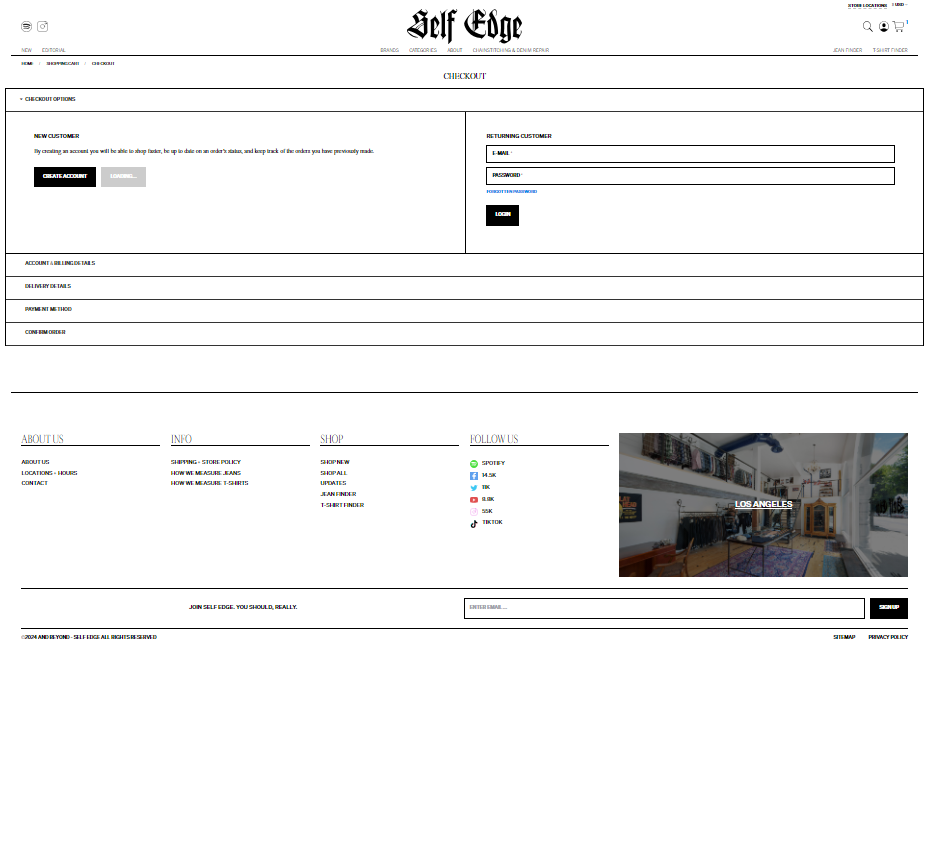 STORE LOCATIONS
$ USD
Self Edge
1
NEW EDITORIAL
BRANDS CATEGORIES ABOUT CHAINSTITCHING & DENIM REPAIR
JEAN FINDER T-SHIRT FINDER
HOME / SHOPPING CART / CHECKOUT
CHECKOUT
CHECKOUT OPTIONS
NEW CUSTOMER
By creating an account you will be able to shop faster, be up to date on an order's status, and keep track of the orders you have previously made.
CREATE ACCOUNT LOADING...
RETURNING CUSTOMER
E-MAIL *
PASSWORD *
FORGOTTEN PASSWORD
LOGIN
ACCOUNT & BILLING DETAILS
DELIVERY DETAILS
PAYMENT METHOD
CONFIRM ORDER
ABOUT US
ABOUT US
LOCATIONS + HOURS
CONTACT
INFO
SHIPPING + STORE POLICY
HOW WE MEASURE JEANS
HOW WE MEASURE T-SHIRTS
SHOP
SHOP NEW
SHOP ALL
UPDATES
JEAN FINDER
T-SHIRT FINDER
FOLLOW US
SPOTIFY
14.5K
11K
8.8K
55K
TIKTOK
LOS ANGELES
JOIN SELF EDGE. YOU SHOULD, REALLY.
ENTER EMAIL...
SIGN UP
©2024 AND BEYOND - SELF EDGE ALL RIGHTS RESERVED
SITEMAP PRIVACY POLICY